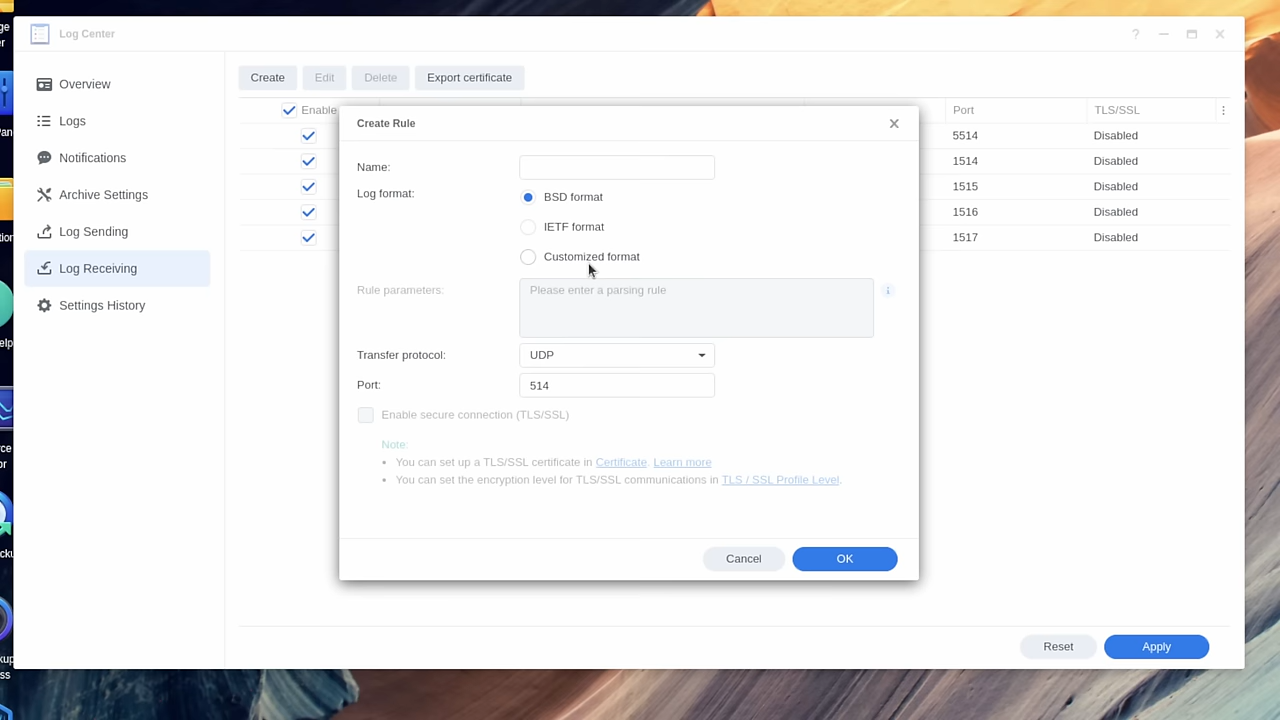 Log Center
?
Overview
Logs
Notifications
Archive Settings
Log Sending
Log Receiving
Settings History
Create Edit Delete Export certificate
Enable Port TLS/SSL
5514 Disabled
1514 Disabled
1515 Disabled
1516 Disabled
1517 Disabled
Create Rule
Name:
Log format:
BSD format
IETF format
Customized format
Rule parameters: Please enter a parsing rule
Transfer protocol: UDP
Port: 514
Enable secure connection (TLS/SSL)
Note:
• You can set up a TLS/SSL certificate in Certificate. Learn more
• You can set the encryption level for TLS/SSL communications in TLS / SSL Profile Level.
Cancel OK
Reset Apply